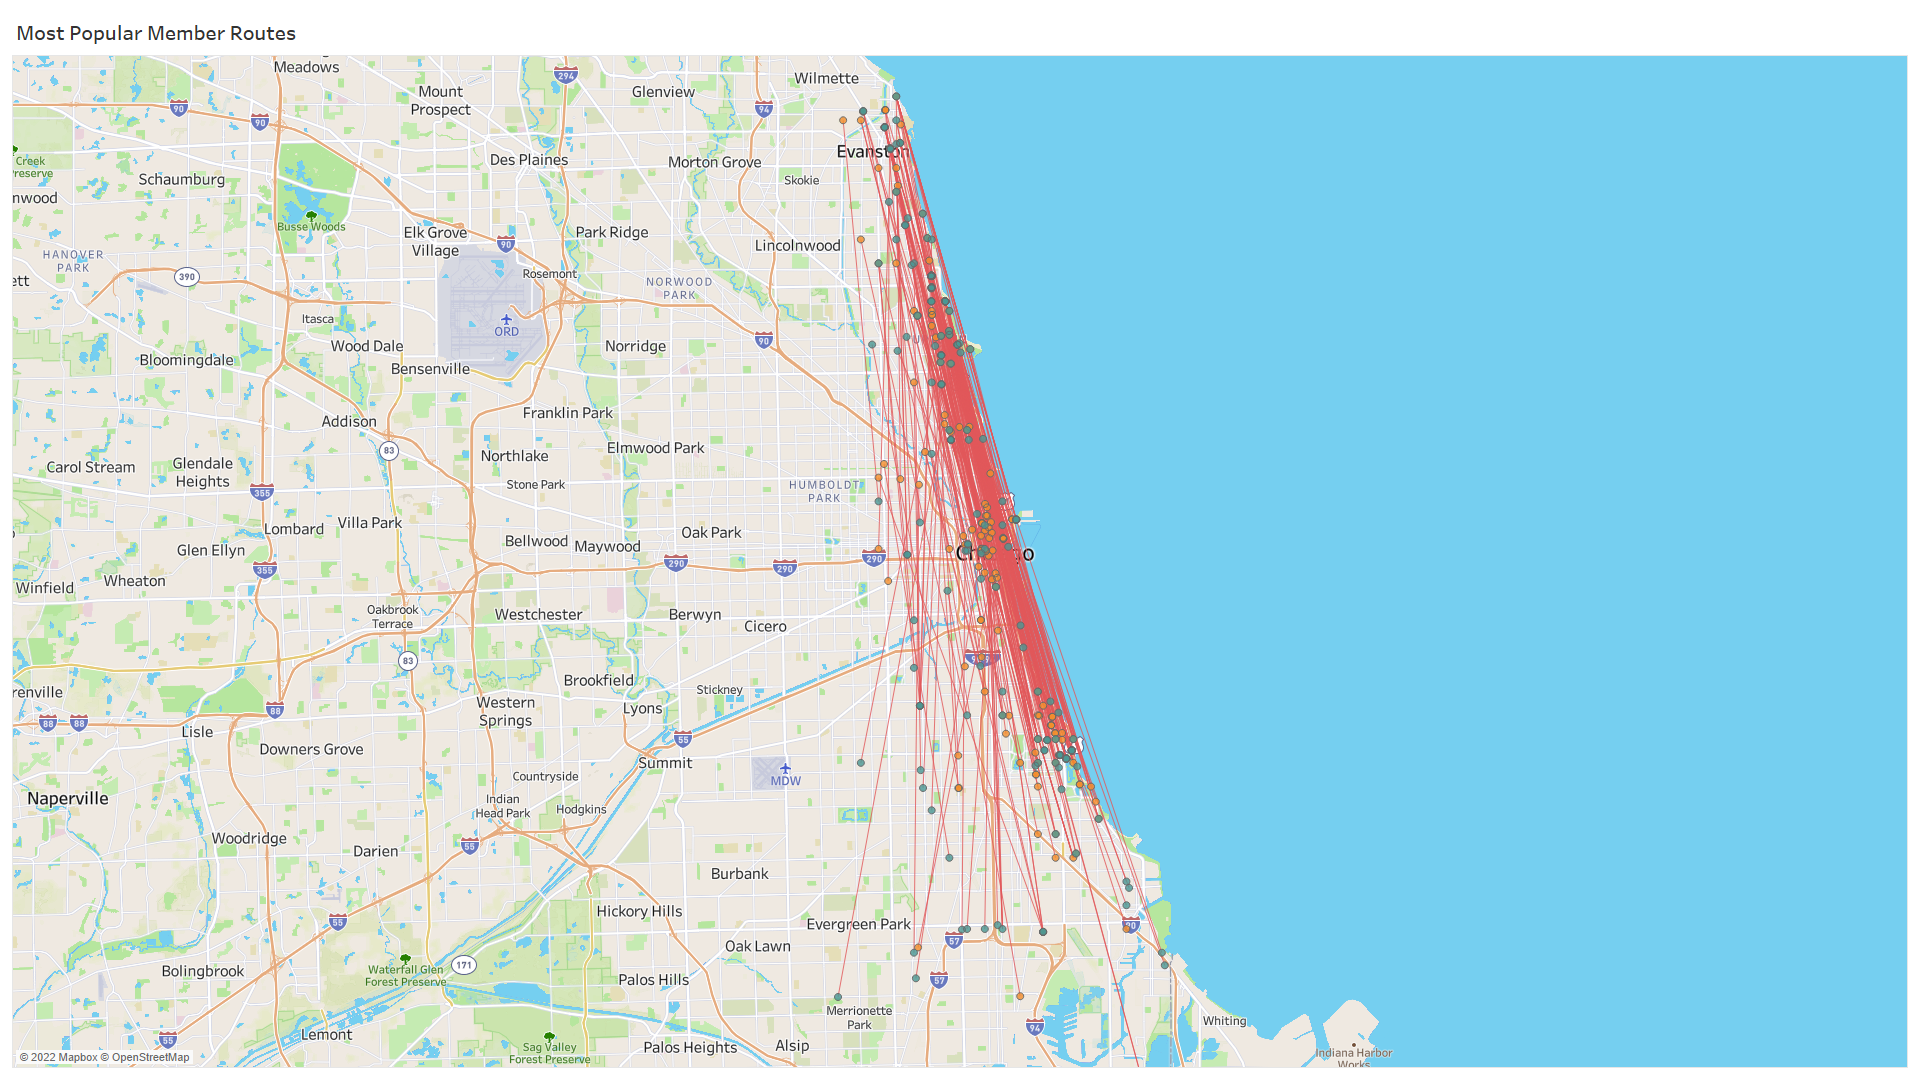 Most Popular Member Routes
Meadows
Wilmette
294
Glenview
Mount
Prospect
90
94
90
Evanston
Creek
Preserve
Des Plaines
Morton Grove
Schaumburg
Skokie
nwood
Busse Woods
Elk Grove
Village
Park Ridge
90
Lincolnwood
HANOVER
PARK
390
Rosemont
ett
NORWOOD
PARK
Itasca
ORD
Wood Dale
Norridge
90
Bloomingdale
Bensenville
Franklin Park
Addison
83
Elmwood Park
Northlake
Carol Stream
Glendale
Heights
Stone Park
HUMBOLDT
PARK
355
Lombard
Villa Park
Oak Park
Bellwood
Maywood
Glen Ellyn
290
290
290
355
Wheaton
Winfield
Oakbrook
Terrace
Westchester
Berwyn
Cicero
83
Brookfield
renville
Stickney
Western
Springs
Lyons
88
88
88
Lisle
55
Downers Grove
Summit
Countryside
MDW
Naperville
Indian
Head Park
Hodgkins
Woodridge
55
Darien
Burbank
Hickory Hills
55
Evergreen Park
90
57
Oak Lawn
171
Bolingbrook
Waterfall Glen
Forest Preserve
Palos Hills
57
Merrionette
Park
Whiting
94
Lemont
55
Sag Valley
Forest Preserve
Palos Heights
Alsip
Indiana Harbor
Works
© 2022 Mapbox © OpenStreetMap